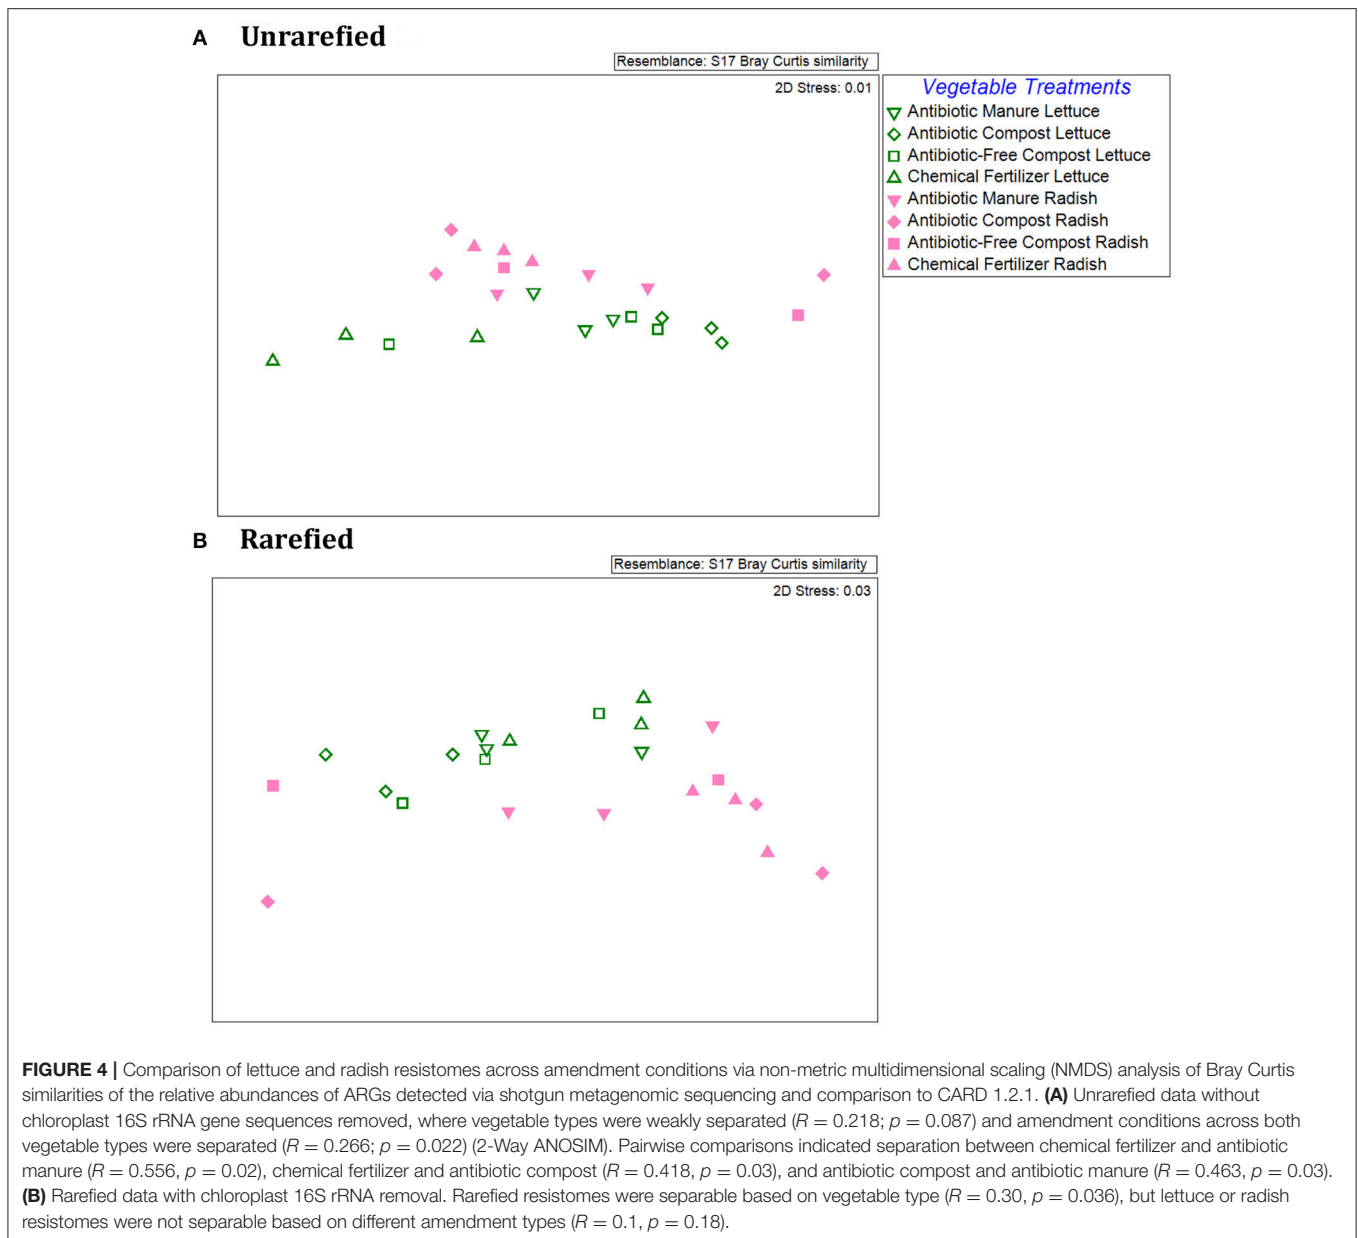 A Unrarefied
Resemblance: S17 Bray Curtis similarity
2D Stress: 0.01
Vegetable Treatments
Antibiotic Manure Lettuce
Antibiotic Compost Lettuce
Antibiotic-Free Compost Lettuce
Chemical Fertilizer Lettuce
Antibiotic Manure Radish
Antibiotic Compost Radish
Antibiotic-Free Compost Radish
Chemical Fertilizer Radish
B Rarefied
Resemblance: S17 Bray Curtis similarity
2D Stress: 0.03
FIGURE 4 | Comparison of lettuce and radish resistomes across amendment conditions via non-metric multidimensional scaling (NMDS) analysis of Bray Curtis
similarities of the relative abundances of ARGs detected via shotgun metagenomic sequencing and comparison to CARD 1.2.1. (A) Unrarefied data without
chloroplast 16S rRNA gene sequences removed, where vegetable types were weakly separated (R = 0.218; p = 0.087) and amendment conditions across both
vegetable types were separated (R = 0.266; p = 0.022) (2-Way ANOSIM). Pairwise comparisons indicated separation between chemical fertilizer and antibiotic
manure (R = 0.556, p = 0.02), chemical fertilizer and antibiotic compost (R = 0.418, p = 0.03), and antibiotic compost and antibiotic manure (R = 0.463, p = 0.03).
(B) Rarefied data with chloroplast 16S rRNA removal. Rarefied resistomes were separable based on vegetable type (R = 0.30, p = 0.036), but lettuce or radish
resistomes were not separable based on different amendment types (R = 0.1, p = 0.18).